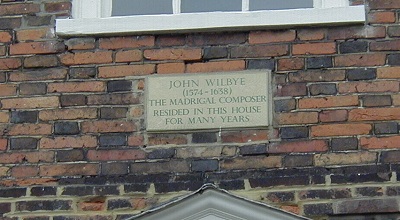 JOHN WILBYE
(1574 - 1638)
THE MADRIGAL COMPOSER
RESIDED IN THIS HOUSE
FOR MANY YEARS